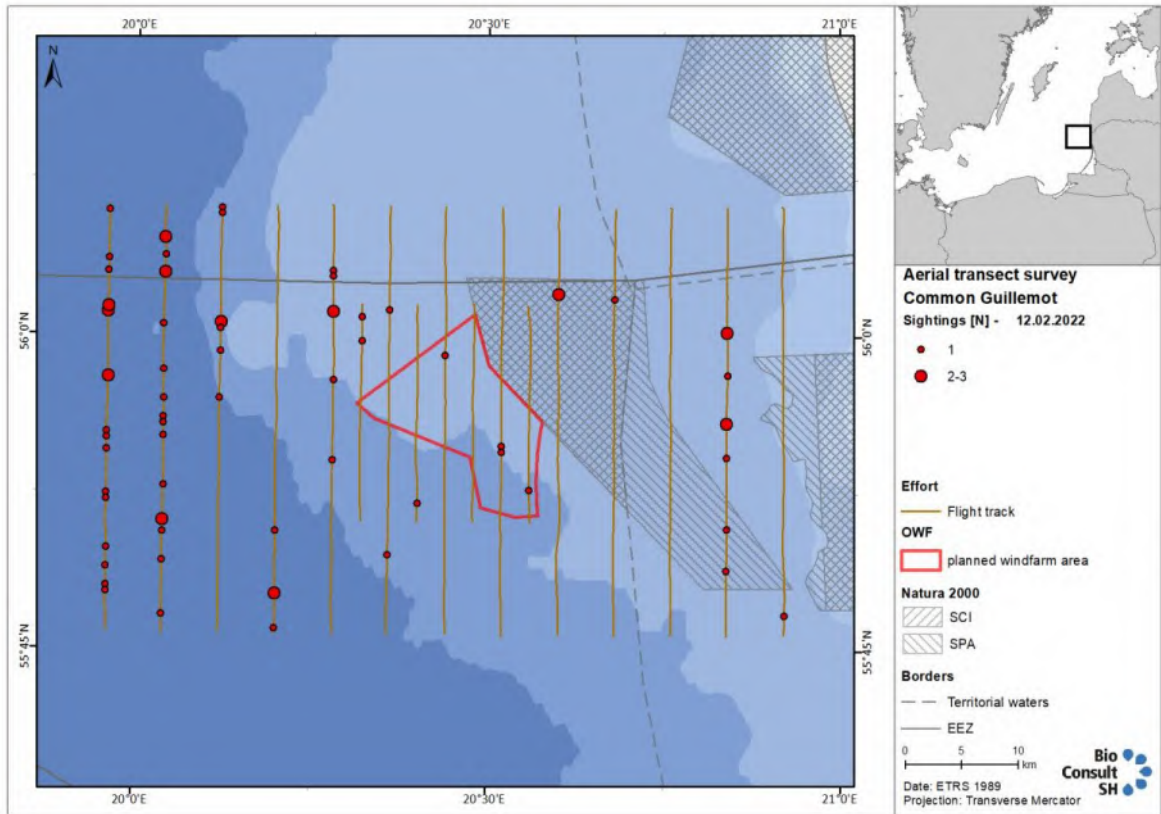 20°0'E
20°30'E
21°0'E
N
56°0'N
56°0'N
55°45'N
55°45'N
20°0'E
20°30'E
21°0'E
Aerial transect survey
Common Guillemot
Sightings [N] - 12.02.2022
1
2-3
Effort
Flight track
OWF
planned windfarm area
Natura 2000
SCI
SPA
Borders
Territorial waters
EEZ
0 5 10
km
Date: ETRS 1989
Projection: Transverse Mercator
Bio
Consult
SH